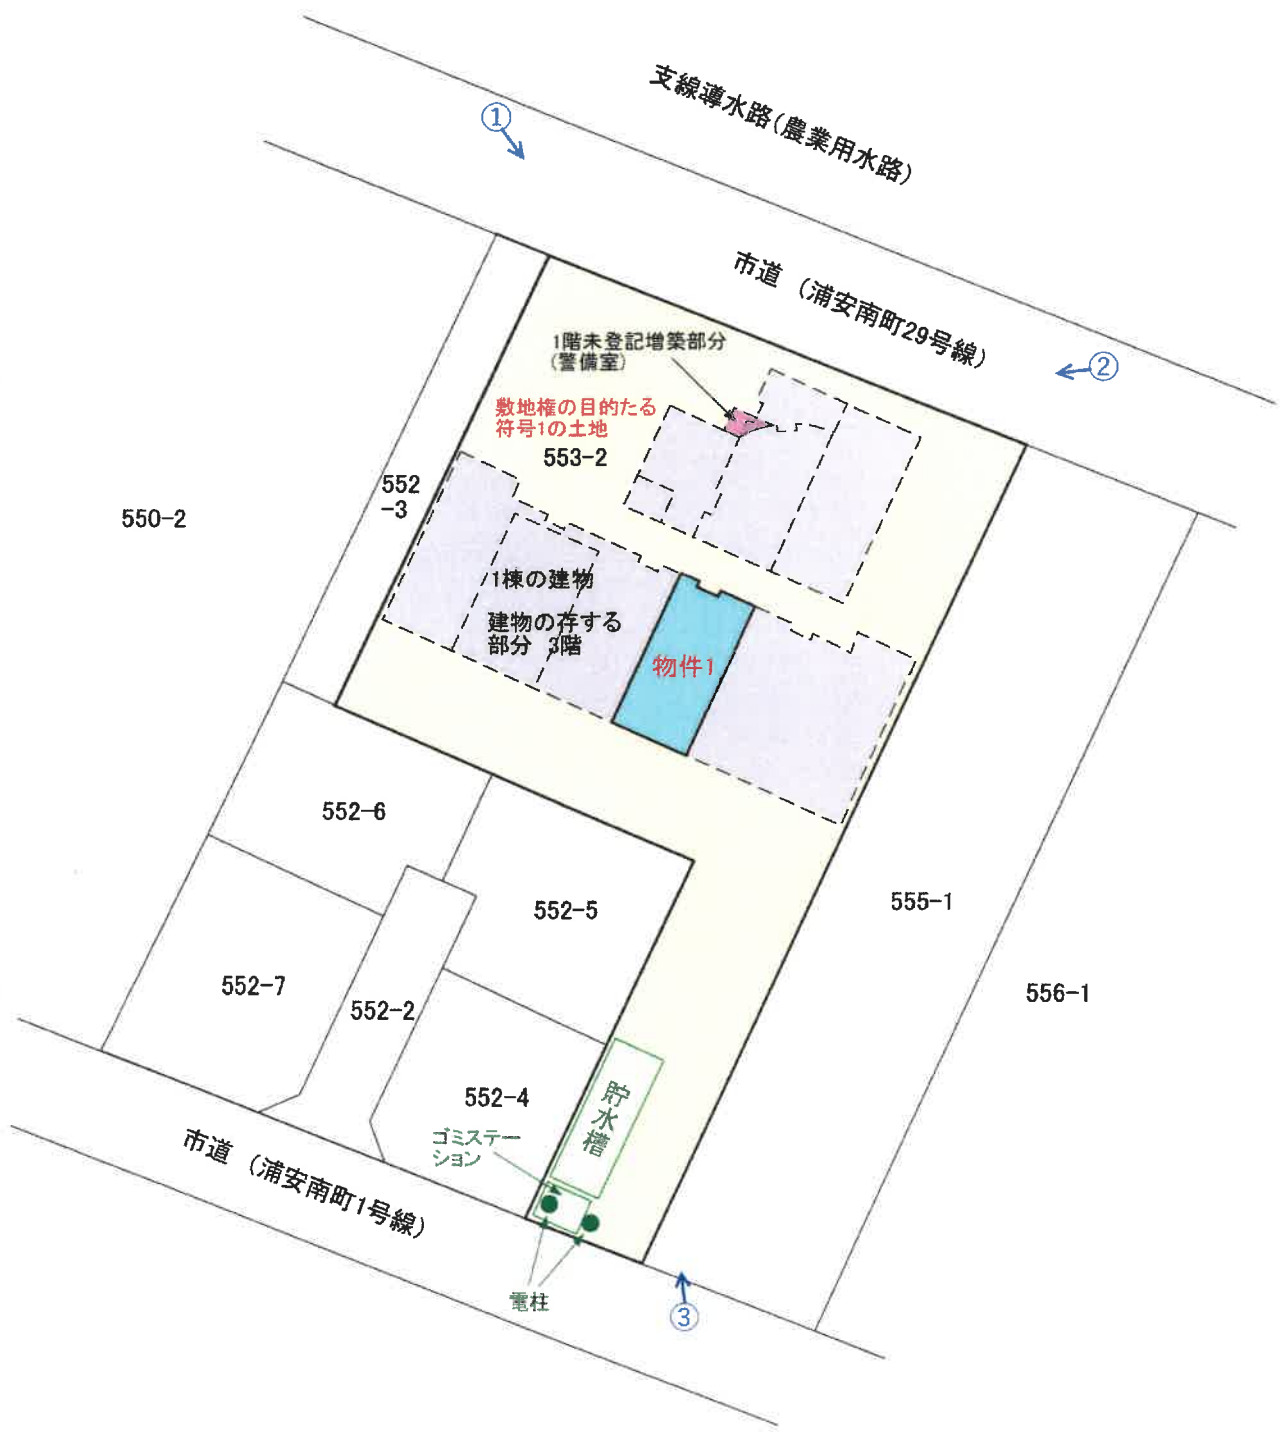 支線導水路(農業用水路)
①
市道 (浦安南町29号線)
②
1階未登記増築部分
(警備室)
敷地権の目的たる
符号1の土地
553-2
552
-3
550-2
1棟の建物
建物の存する
部分 3階
物件1
552-6
552-5
555-1
556-1
552-7
552-2
552-4
貯水槽
ゴミステー
ション
市道 (浦安南町1号線)
電柱
③